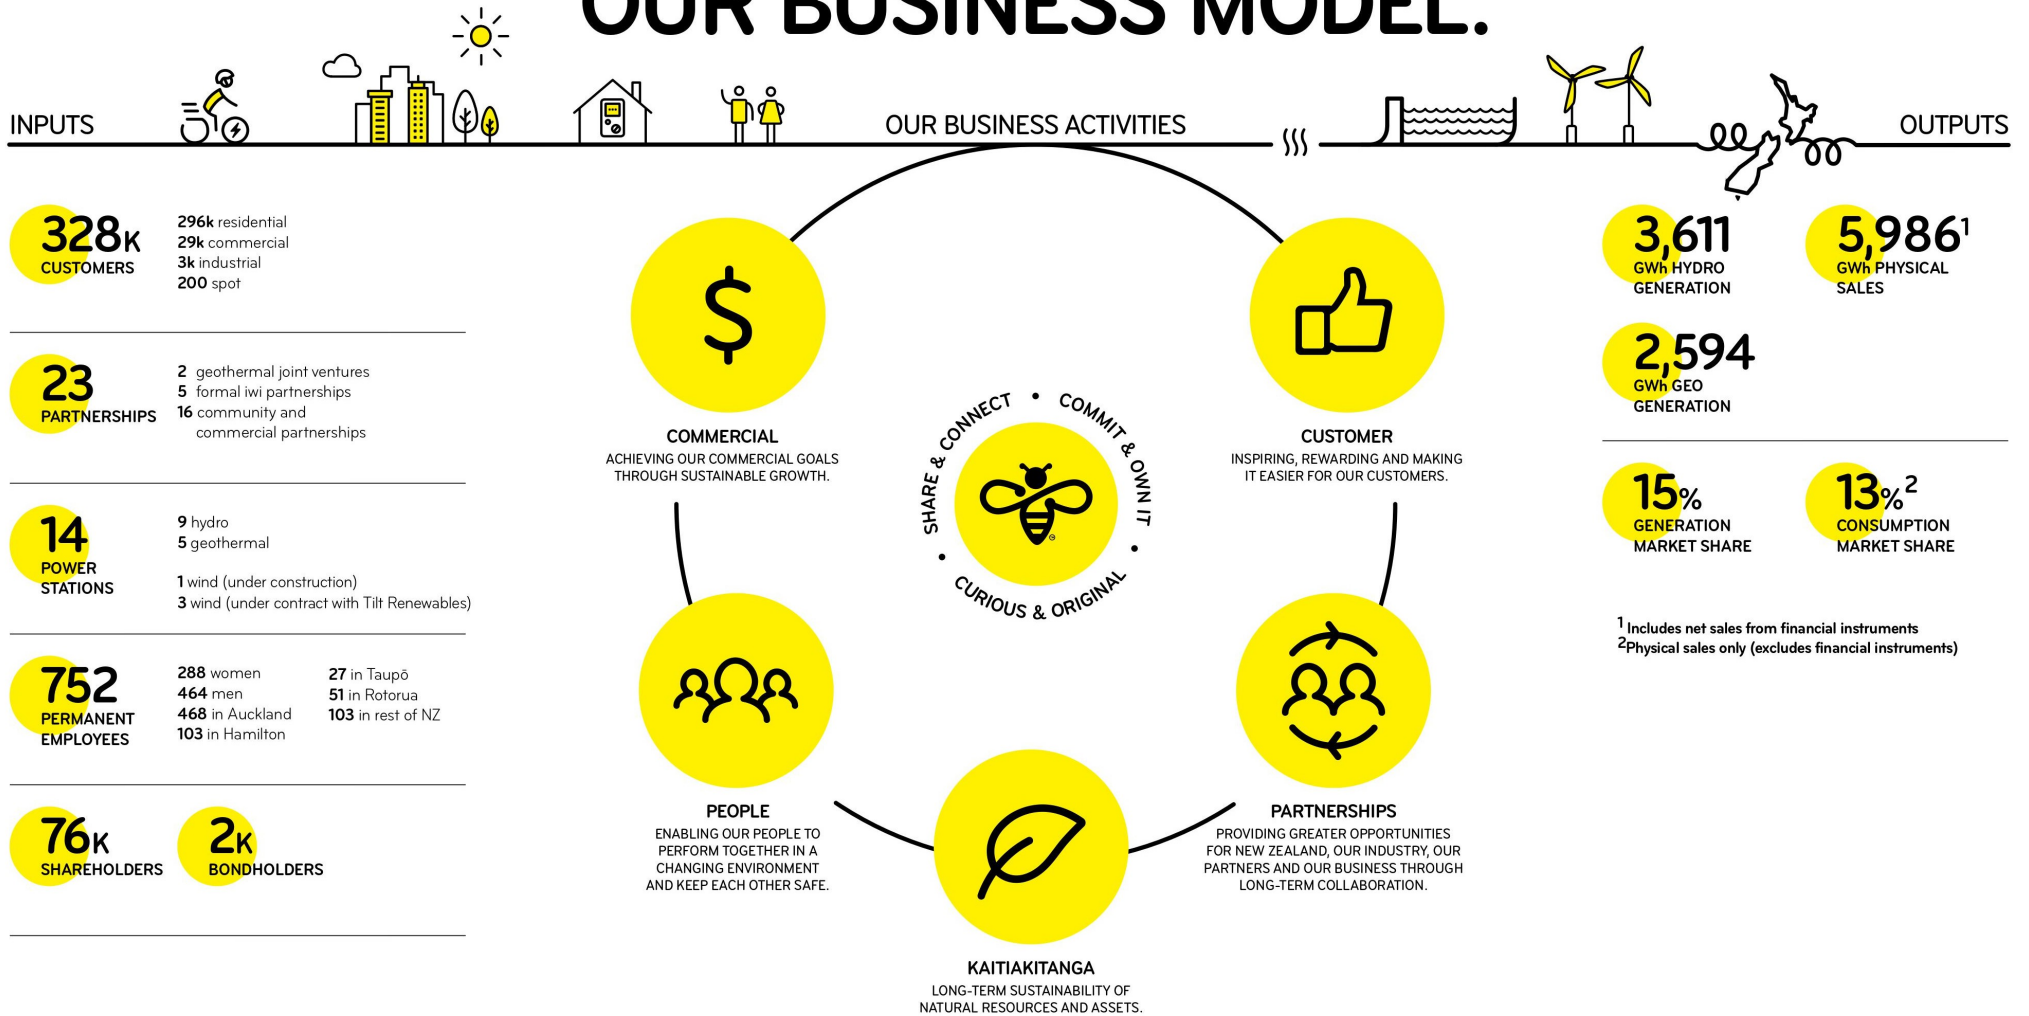 OUR BUSINESS MODEL.
INPUTS
OUR BUSINESS ACTIVITIES
OUTPUTS
328K
CUSTOMERS
296k residential
29k commercial
3k industrial
200 spot
23
PARTNERSHIPS
2 geothermal joint ventures
5 formal iwi partnerships
16 community and
commercial partnerships
14
POWER
STATIONS
9 hydro
5 geothermal
1 wind (under construction)
3 wind (under contract with Tilt Renewables)
752
PERMANENT
EMPLOYEES
288 women
464 men
468 in Auckland
103 in Hamilton
27 in Taupō
51 in Rotorua
103 in rest of NZ
76K
SHAREHOLDERS
2K
BONDHOLDERS
$
COMMERCIAL
ACHIEVING OUR COMMERCIAL GOALS
THROUGH SUSTAINABLE GROWTH.
CUSTOMER
INSPIRING, REWARDING AND MAKING
IT EASIER FOR OUR CUSTOMERS.
SHARE & CONNECT • COMMIT & OWN IT • CURIOUS & ORIGINAL •
PEOPLE
ENABLING OUR PEOPLE TO
PERFORM TOGETHER IN A
CHANGING ENVIRONMENT
AND KEEP EACH OTHER SAFE.
PARTNERSHIPS
PROVIDING GREATER OPPORTUNITIES
FOR NEW ZEALAND, OUR INDUSTRY, OUR
PARTNERS AND OUR BUSINESS THROUGH
LONG-TERM COLLABORATION.
KAITIAKITANGA
LONG-TERM SUSTAINABILITY OF
NATURAL RESOURCES AND ASSETS.
3,611
GWh HYDRO
GENERATION
5,986¹
GWh PHYSICAL
SALES
2,594
GWh GEO
GENERATION
15%
GENERATION
MARKET SHARE
13%²
CONSUMPTION
MARKET SHARE
¹ Includes net sales from financial instruments
²Physical sales only (excludes financial instruments)